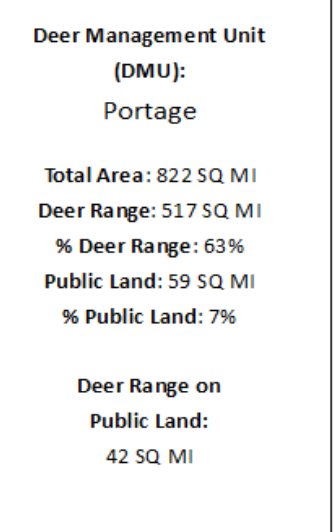 Deer Management Unit
(DMU):
Portage
Total Area: 822 SQ MI
Deer Range: 517 SQ MI
% Deer Range: 63%
Public Land: 59 SQ MI
% Public Land: 7%
Deer Range on
Public Land:
42 SQ MI